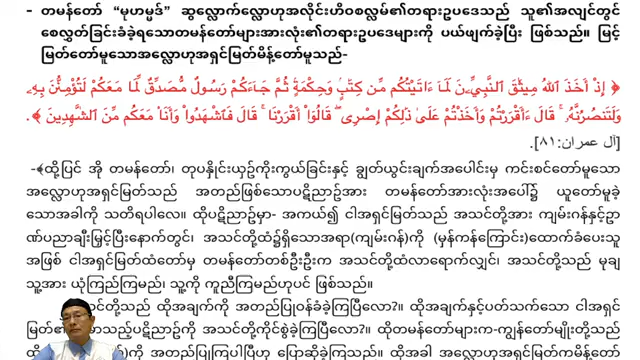 - တမန်တော် “မုဟမ္မဒ်” ဆွလ္လောက်လ္လောဟုအလိုင်းဟိဝစလ္လမ်၏တရားဥပဒေသည် သူ၏အလျင်တွင်
စေလွှတ်ခြင်းခံခဲ့ရသောတမန်တော်များအားလုံး၏တရားဥပဒေများကို ပယ်ဖျက်ခဲ့ပြီး ဖြစ်သည်။ မြင့်
မြတ်တော်မူသောအလ္လောဟုအရှင်မြတ်မိန့်တော်မူသည်-
﴿ إِذْ أَخَذَ ٱللَّهُ مِيثَٰقَ ٱلنَّبِيِّـۧنَ لَمَآ ءَاتَيْتُكُم مِّن كِتَٰبٍ وَحِكْمَةٍ ثُمَّ جَآءَكُمْ رَسُولٌ مُّصَدِّقٌ لِّمَا مَعَكُمْ لَتُؤْمِنُنَّ بِهِۦ
وَلَتَنصُرُنَّهُۥ ۚ قَالَ ءَأَقْرَرْتُمْ وَأَخَذْتُمْ عَلَىٰ ذَٰلِكُمْ إِصْرِى ۖ قَالُوٓا۟ أَقْرَرْنَا ۚ قَالَ فَٱشْهَدُوا۟ وَأَنَا۠ مَعَكُم مِّنَ ٱلشَّٰهِدِينَ ﴾.
[آل عمران:٨١].
-﴿ထို့ပြင် အို တမန်တော်၊ တုပနှိုင်းယှဉ်ကိုးကွယ်ခြင်းနှင့် ချွတ်ယွင်းချက်အပေါင်းမှ ကင်းစင်တော်မူသော
အလ္လောဟုအရှင်မြတ်သည် အတည်ဖြစ်သောပဋိညာဉ်အား တမန်တော်အားလုံးအပေါ်၌ ယူတော်မူခဲ့
သောအခါကို သတိရပါလေ။ ထိုပဋိညာဉ်မှာ- အကယ်၍ ငါအရှင်မြတ်သည် အသင်တို့အား ကျမ်းဂန်နှင့်ဉာ
ဏ်ပညာချီးမြှင့်ပြီးနောက်တွင်၊ အသင်တို့ထံ၌ရှိသောအရာ(ကျမ်းဂန်)ကို (မှန်ကန်ကြောင်း)ထောက်ခံပေးသူ
အဖြစ် ငါအရှင်မြတ်ထံတော်မှ တမန်တော်တစ်ဦးဦးက အသင်တို့ထံလာရောက်လျှင်၊ အသင်တို့သည် မုချ
သူ့အား ယုံကြည်ကြမည်၊ သူ့ကို ကူညီကြမည်ဟူပင် ဖြစ်သည်။
အသင်တို့သည် ထိုအချက်ကို အတည်ပြုဝန်ခံခဲ့ကြပြီလော?။ ထိုအချက်နှင့်ပတ်သက်သော ငါအရှင်
မြတ်၏ ပဋိညာဉ်ကို အသင်တို့ကိုင်စွဲခဲ့ကြပြီလော?။ ထိုတမန်တော်များက-ကျွန်တော်မျိုးတို့သည်
အတည်ပြုကြပါပြီဟု ပြောဆိုခဲ့ကြသည်။ ထိုအခါ အလ္လောဟုအရှင်မြတ်မိန့်တော်